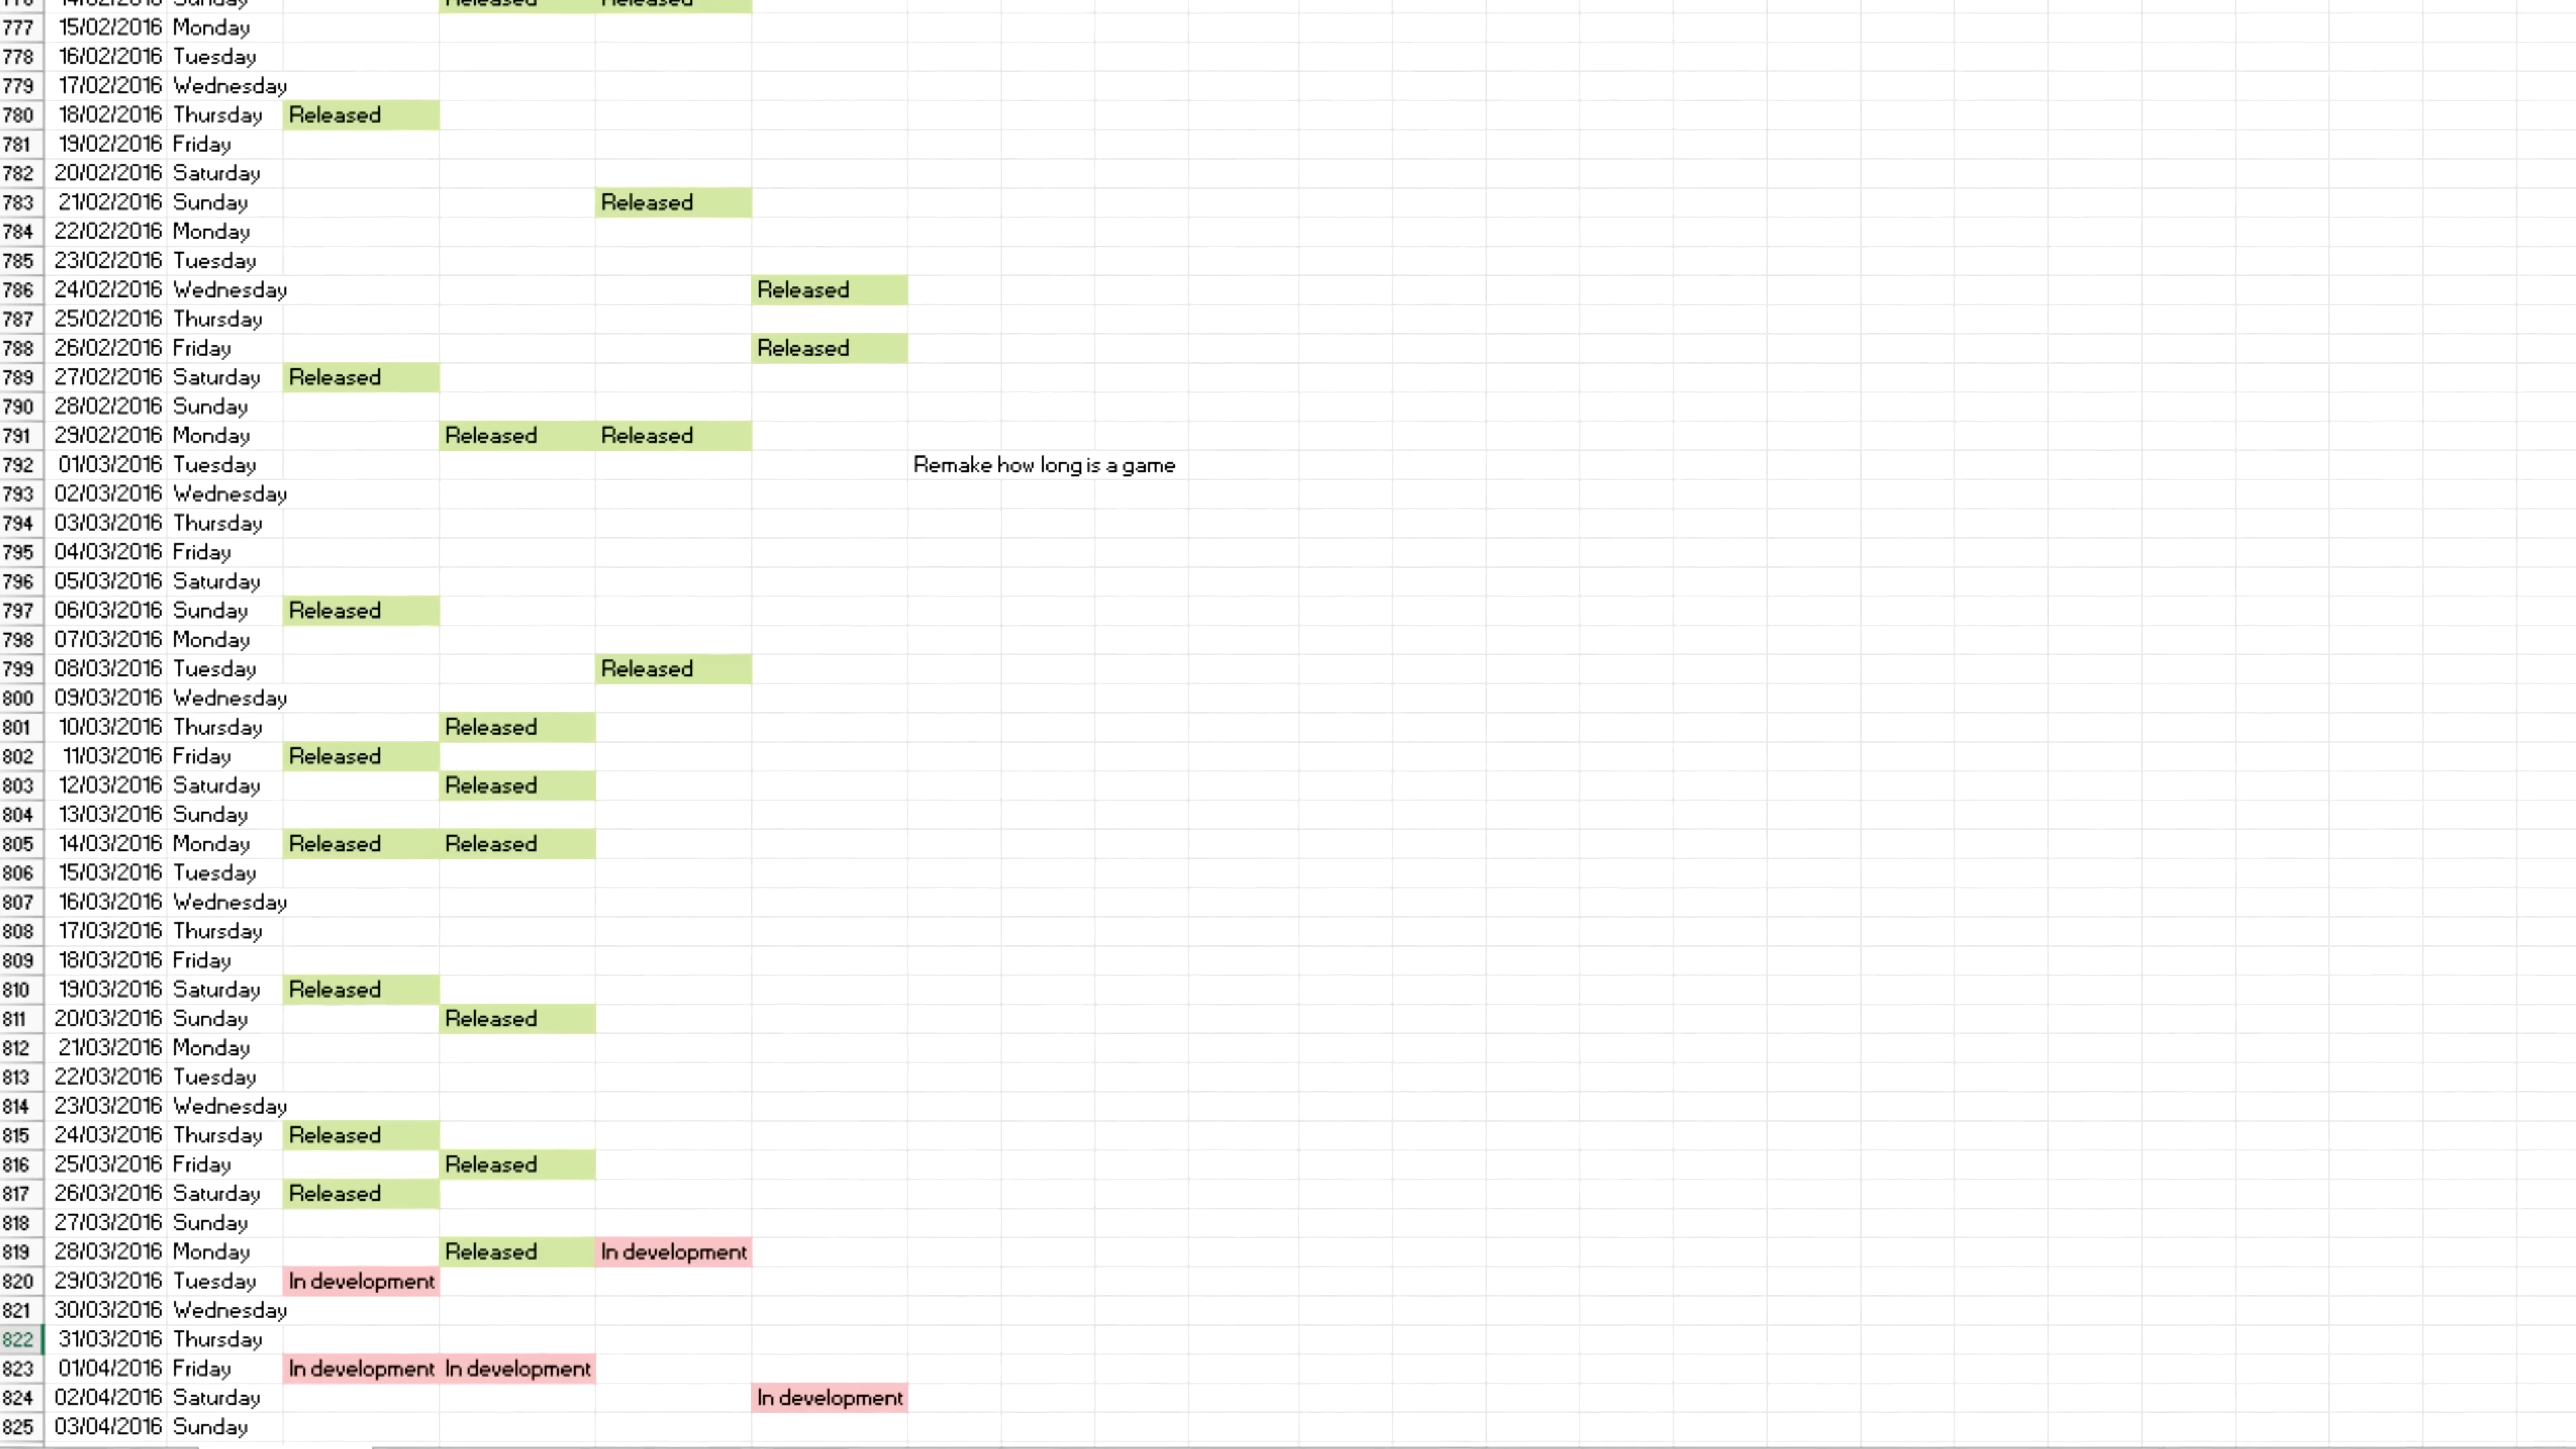 776 14/02/2016 Sunday Released Released
777 15/02/2016 Monday
778 16/02/2016 Tuesday
779 17/02/2016 Wednesday
780 18/02/2016 Thursday Released
781 19/02/2016 Friday
782 20/02/2016 Saturday
783 21/02/2016 Sunday Released
784 22/02/2016 Monday
785 23/02/2016 Tuesday
786 24/02/2016 Wednesday Released
787 25/02/2016 Thursday
788 26/02/2016 Friday Released
789 27/02/2016 Saturday Released
790 28/02/2016 Sunday
791 29/02/2016 Monday Released Released
792 01/03/2016 Tuesday Remake how long is a game
793 02/03/2016 Wednesday
794 03/03/2016 Thursday
795 04/03/2016 Friday
796 05/03/2016 Saturday
797 06/03/2016 Sunday Released
798 07/03/2016 Monday
799 08/03/2016 Tuesday Released
800 09/03/2016 Wednesday
801 10/03/2016 Thursday Released
802 11/03/2016 Friday Released
803 12/03/2016 Saturday Released
804 13/03/2016 Sunday
805 14/03/2016 Monday Released Released
806 15/03/2016 Tuesday
807 16/03/2016 Wednesday
808 17/03/2016 Thursday
809 18/03/2016 Friday
810 19/03/2016 Saturday Released
811 20/03/2016 Sunday Released
812 21/03/2016 Monday
813 22/03/2016 Tuesday
814 23/03/2016 Wednesday
815 24/03/2016 Thursday Released
816 25/03/2016 Friday Released
817 26/03/2016 Saturday Released
818 27/03/2016 Sunday
819 28/03/2016 Monday Released In development
820 29/03/2016 Tuesday In development
821 30/03/2016 Wednesday
822 31/03/2016 Thursday
823 01/04/2016 Friday In development In development
824 02/04/2016 Saturday In development
825 03/04/2016 Sunday